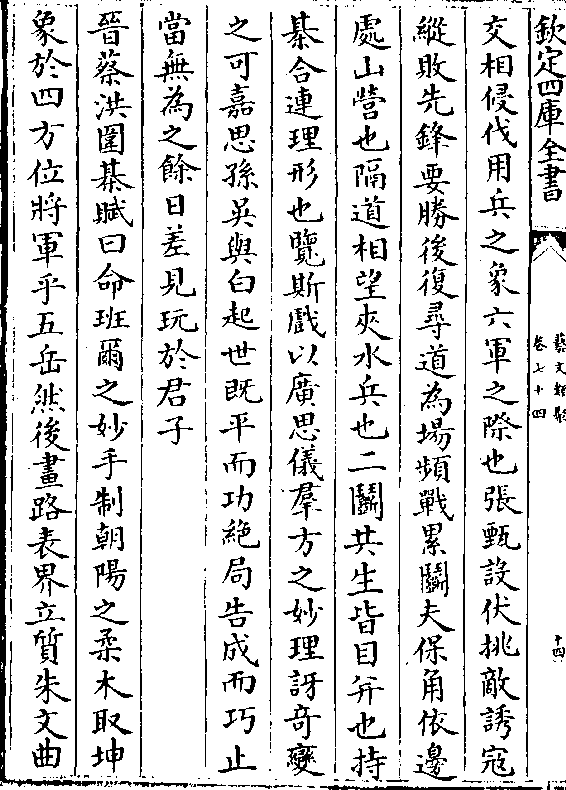 欽定四庫全書
藝文類聚
卷七十四
十四
交相侵伐用兵之象六軍之際也張甄設伏挑敵誘宼
縱敗先鋒要勝後復尋道為場頻戰累鬭夫保角依邊
處山營也隔道相望夾水兵也二鬭共生皆目幷也持
棊合連理形也覽斯戲以廣思儀羣方之妙理訝奇變
之可嘉思孫吳與白起世既平而功絕局告成而巧止
當無為之餘日差見玩於君子
晉蔡洪圍棊賦曰命班爾之妙手制朝陽之柔木取坤
象於四方位將軍乎五岳然後畫路表界立質朱文曲